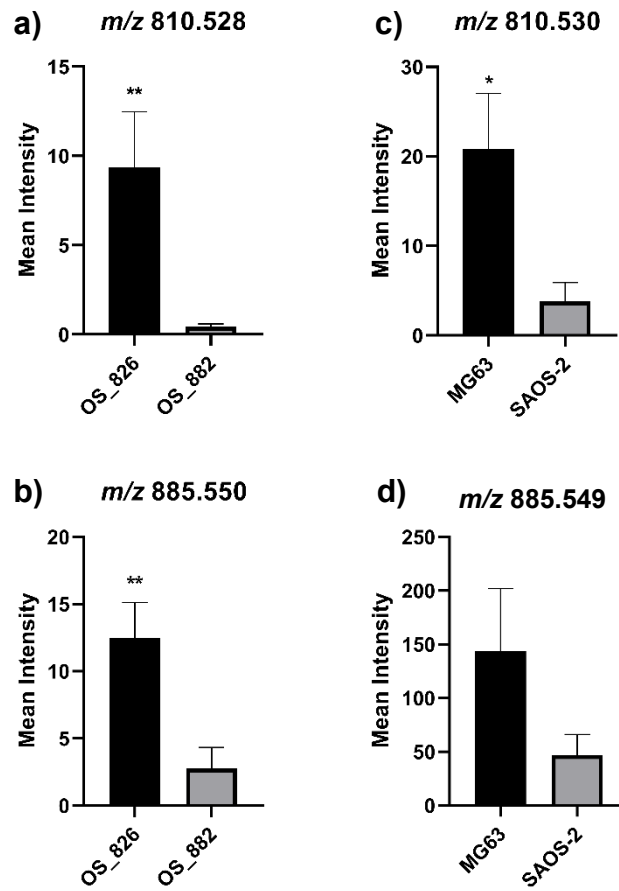 a) m/z 810.528
15
**
10
Mean Intensity
5
0
OS_826
OS_882
c) m/z 810.530
30
*
20
Mean Intensity
10
0
MG63
SAOS-2
b) m/z 885.550
20
**
15
Mean Intensity
10
5
0
OS_826
OS_882
d) m/z 885.549
250
200
Mean Intensity
150
100
50
0
MG63
SAOS-2